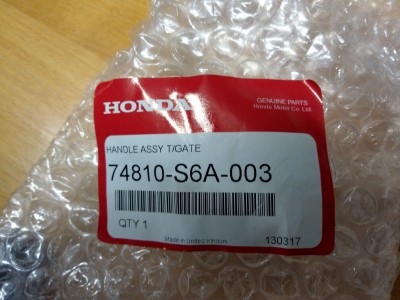 HONDA
GENUINE PARTS
Honda Motor Co Ltd.
HANDLE ASSY T/GATE
74810-S6A-003
QTY 1
Made in United Kingdom
130317